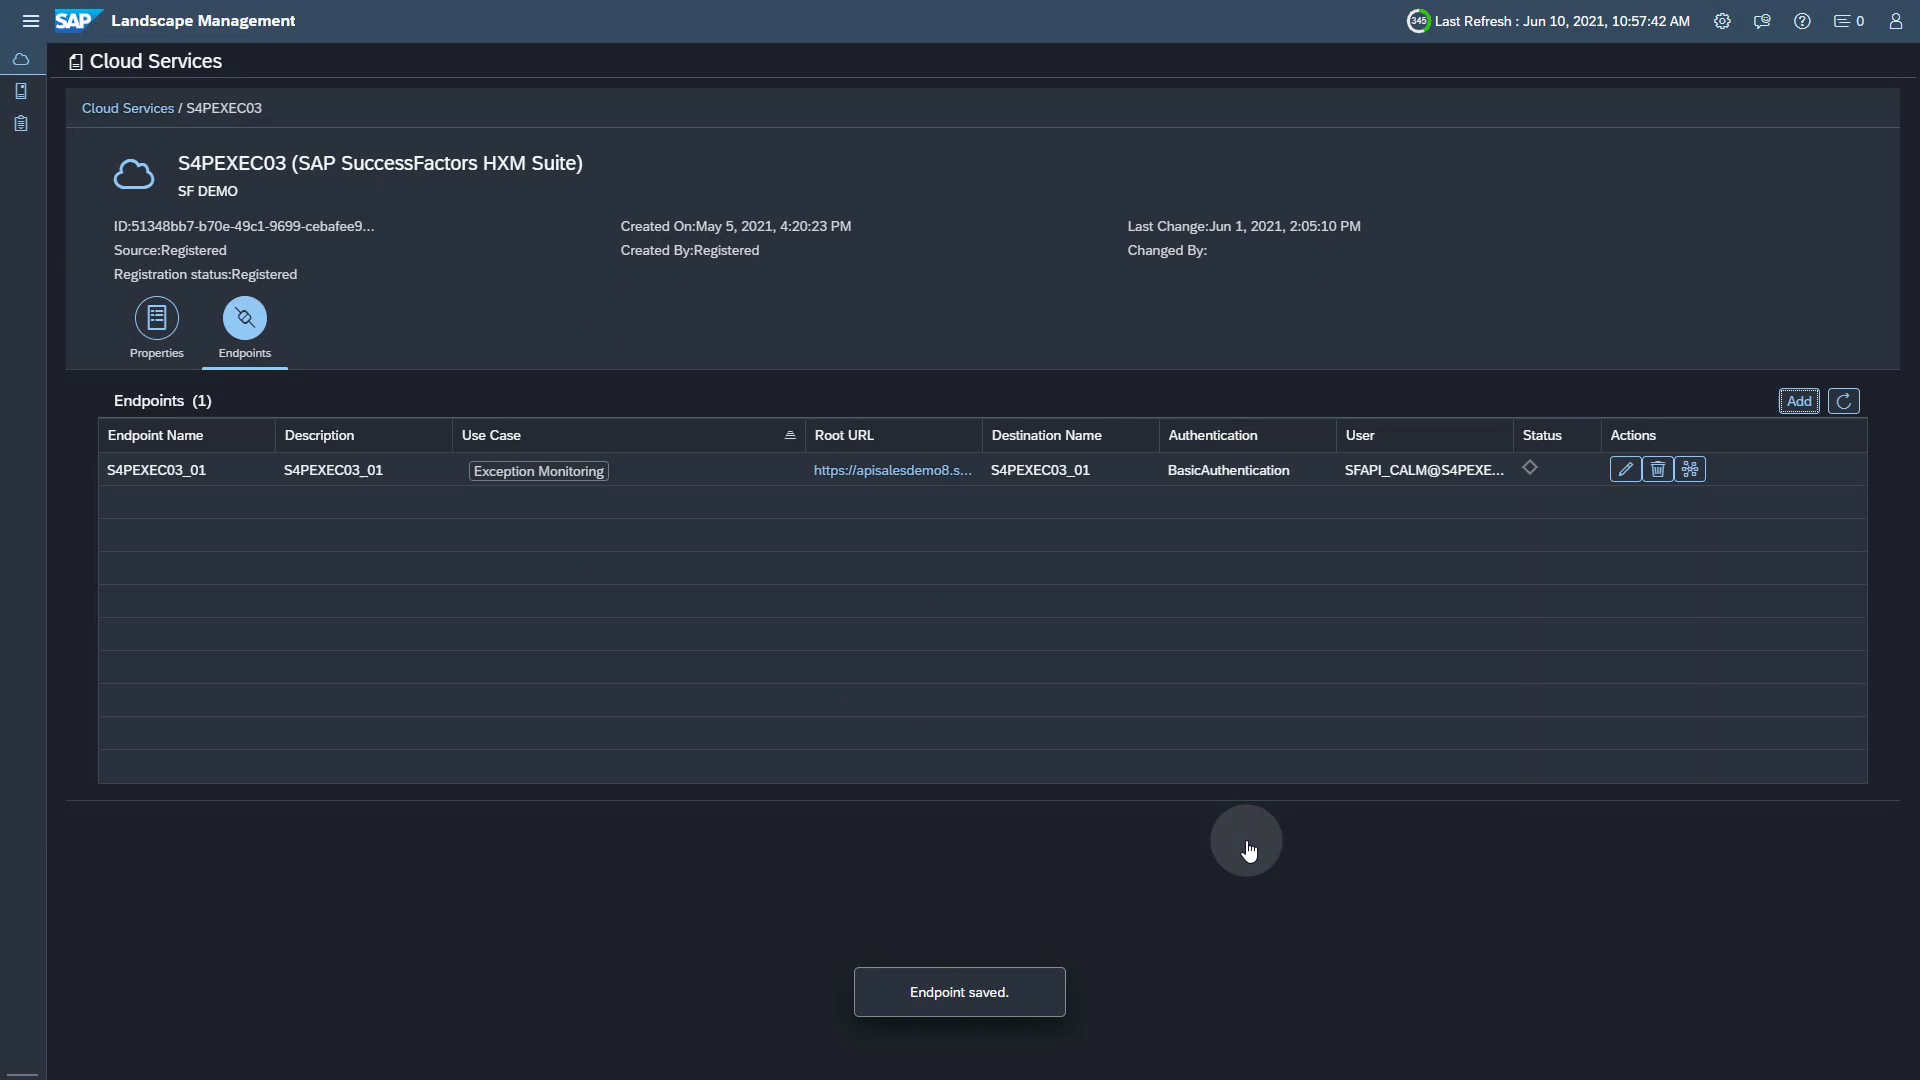 SAP Landscape Management
345 Last Refresh : Jun 10, 2021, 10:57:42 AM
0
Cloud Services
Cloud Services / S4PEXEC03
S4PEXEC03 (SAP SuccessFactors HXM Suite)
SF DEMO
ID:51348bb7-b70e-49c1-9699-cebafee9... Created On:May 5, 2021, 4:20:23 PM Last Change:Jun 1, 2021, 2:05:10 PM
Source:Registered Created By:Registered Changed By:
Registration status:Registered
Properties Endpoints
Endpoints (1) Add
Endpoint Name Description Use Case Root URL Destination Name Authentication User Status Actions
S4PEXEC03_01 S4PEXEC03_01 Exception Monitoring https://apisalesdemo8.s... S4PEXEC03_01 BasicAuthentication SFAPI_CALM@S4PEXE...
Endpoint saved.